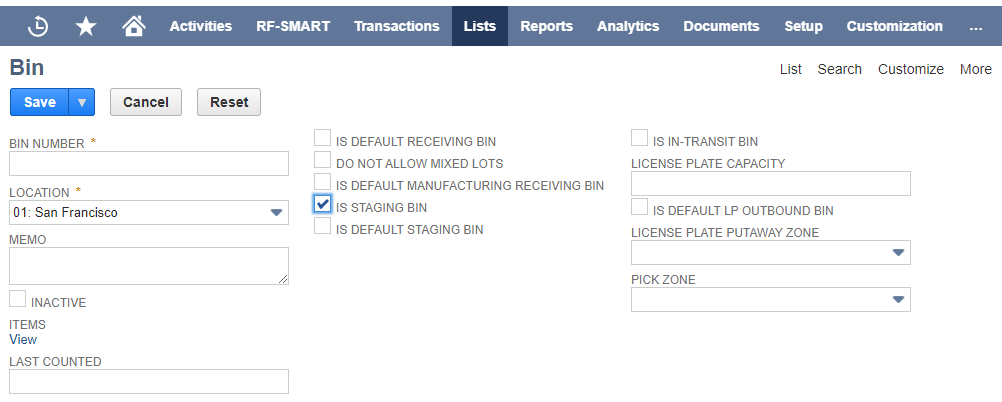 Activities RF-SMART Transactions Lists Reports Analytics Documents Setup Customization ...
Bin
List Search Customize More
Save Cancel Reset
BIN NUMBER *
LOCATION *
01: San Francisco
MEMO
INACTIVE
ITEMS
View
LAST COUNTED
IS DEFAULT RECEIVING BIN
DO NOT ALLOW MIXED LOTS
IS DEFAULT MANUFACTURING RECEIVING BIN
IS STAGING BIN
IS DEFAULT STAGING BIN
IS IN-TRANSIT BIN
LICENSE PLATE CAPACITY
IS DEFAULT LP OUTBOUND BIN
LICENSE PLATE PUTAWAY ZONE
PICK ZONE